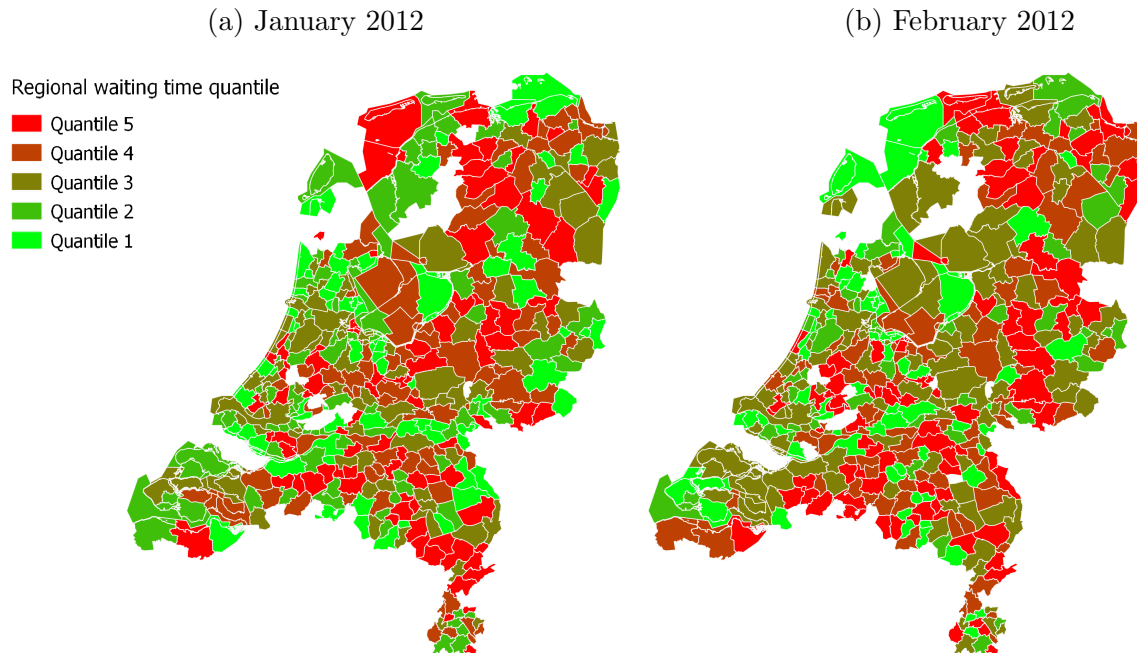 (a) January 2012
(b) February 2012
Regional waiting time quantile
Quantile 5
Quantile 4
Quantile 3
Quantile 2
Quantile 1